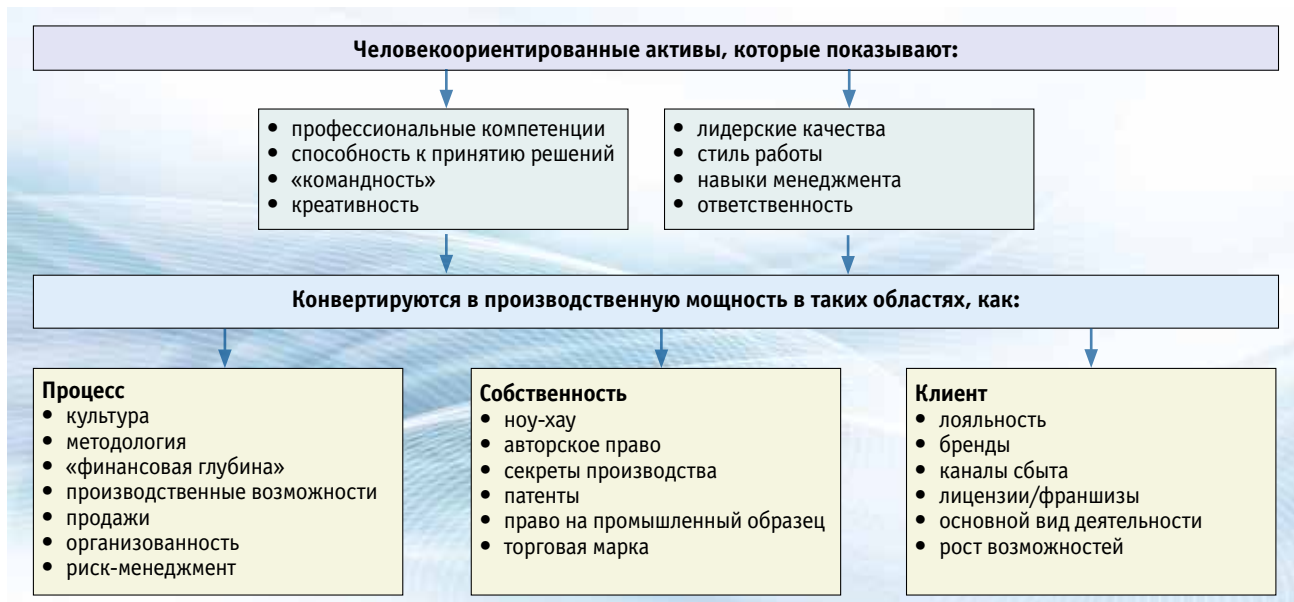 Человекоориентированные активы, которые показывают:
• профессиональные компетенции
• способность к принятию решений
• «командность»
• креативность
• лидерские качества
• стиль работы
• навыки менеджмента
• ответственность
Конвертируются в производственную мощность в таких областях, как:
Процесс
• культура
• методология
• «финансовая глубина»
• производственные возможности
• продажи
• организованность
• риск-менеджмент
Собственность
• ноу-хау
• авторское право
• секреты производства
• патенты
• право на промышленный образец
• торговая марка
Клиент
• лояльность
• бренды
• каналы сбыта
• лицензии/франшизы
• основной вид деятельности
• рост возможностей